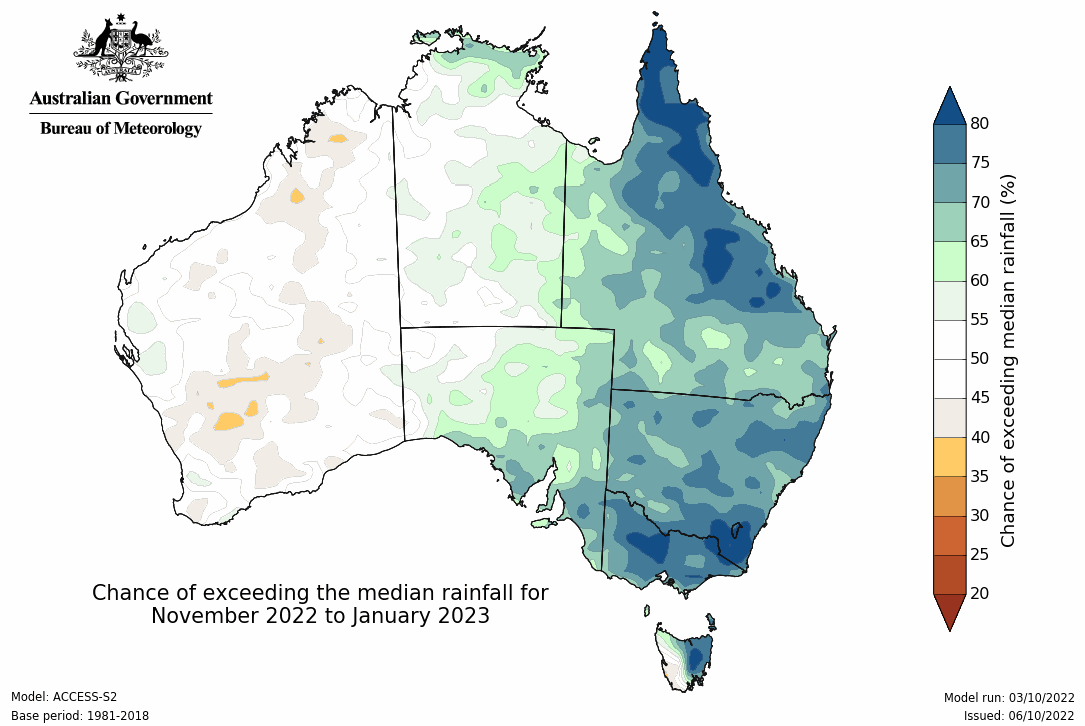 Australian Government
Bureau of Meteorology
80
75
70
65
60
55
50
45
40
35
30
25
20
Chance of exceeding median rainfall (%)
Chance of exceeding the median rainfall for
November 2022 to January 2023
Model: ACCESS-S2
Base period: 1981-2018
Model run: 03/10/2022
Issued: 06/10/2022